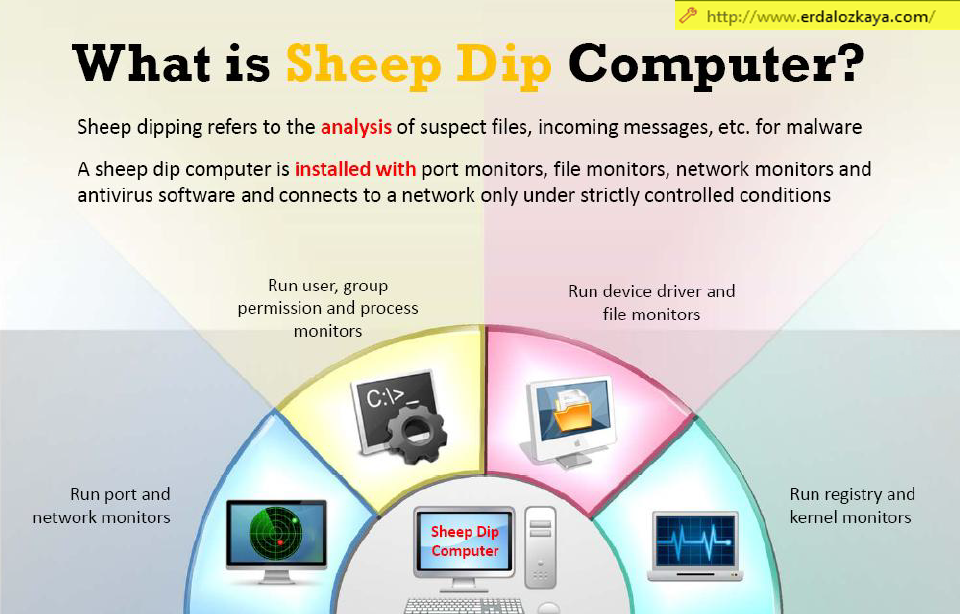 http://www.erdalozkaya.com/
What is Sheep Dip Computer?
Sheep dipping refers to the analysis of suspect files, incoming messages, etc. for malware
A sheep dip computer is installed with port monitors, file monitors, network monitors and
antivirus software and connects to a network only under strictly controlled conditions
Run user, group
permission and process
monitors
Run device driver and
file monitors
C:\>_
Run port and
network monitors
Sheep Dip
Computer
Run registry and
kernel monitors